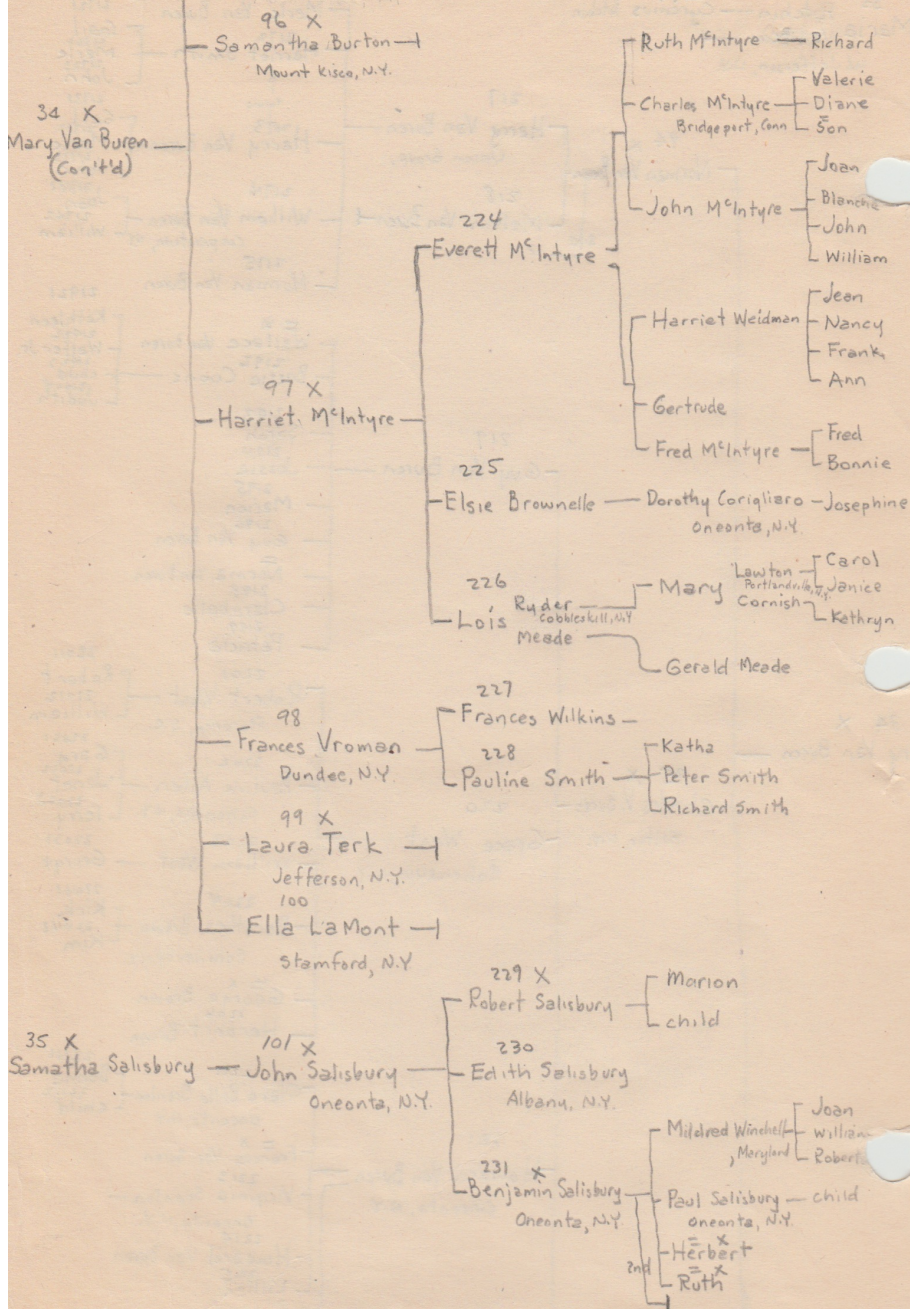 96 X
Samantha Burton
Mount Kisco, N.Y.
34 X
Mary Van Buren
(Con't'd)
Ruth McIntyre
Richard
Charles McIntyre
Bridgeport, Conn
Valerie
Diane
Son
John McIntyre
Joan
Blanche
John
William
224
Everett McIntyre
Harriet Weidman
Jean
Nancy
Frank
Ann
97 X
Harriet McIntyre
Gertrude
Fred McIntyre
Fred
Bonnie
225
Elsie Brownelle
Dorothy Corigliaro
Oneonta, N.Y.
Josephine
226
Lois
Ryder
Cobbleskill, N.Y
Meade
Mary
Lawton
Portlandville, N.Y.
Cornish
Carol
Janice
Kathryn
Gerald Meade
98
Frances Vroman
Dundee, N.Y.
227
Frances Wilkins
228
Pauline Smith
Katha
Peter Smith
Richard Smith
99 X
Laura Terk
Jefferson, N.Y.
100
Ella LaMont
Stamford, N.Y.
35 X
Samatha Salisbury
101 X
John Salisbury
Oneonta, N.Y.
229 X
Robert Salisbury
Marion
child
230
Edith Salisbury
Albany, N.Y.
231 X
Benjamin Salisbury
Oneonta, N.Y.
Mildred Winchell
, Maryland
Joan
William
Robert
Paul Salisbury
Oneonta, N.Y.
child
= X
Herbert
= X
Ruth
2nd